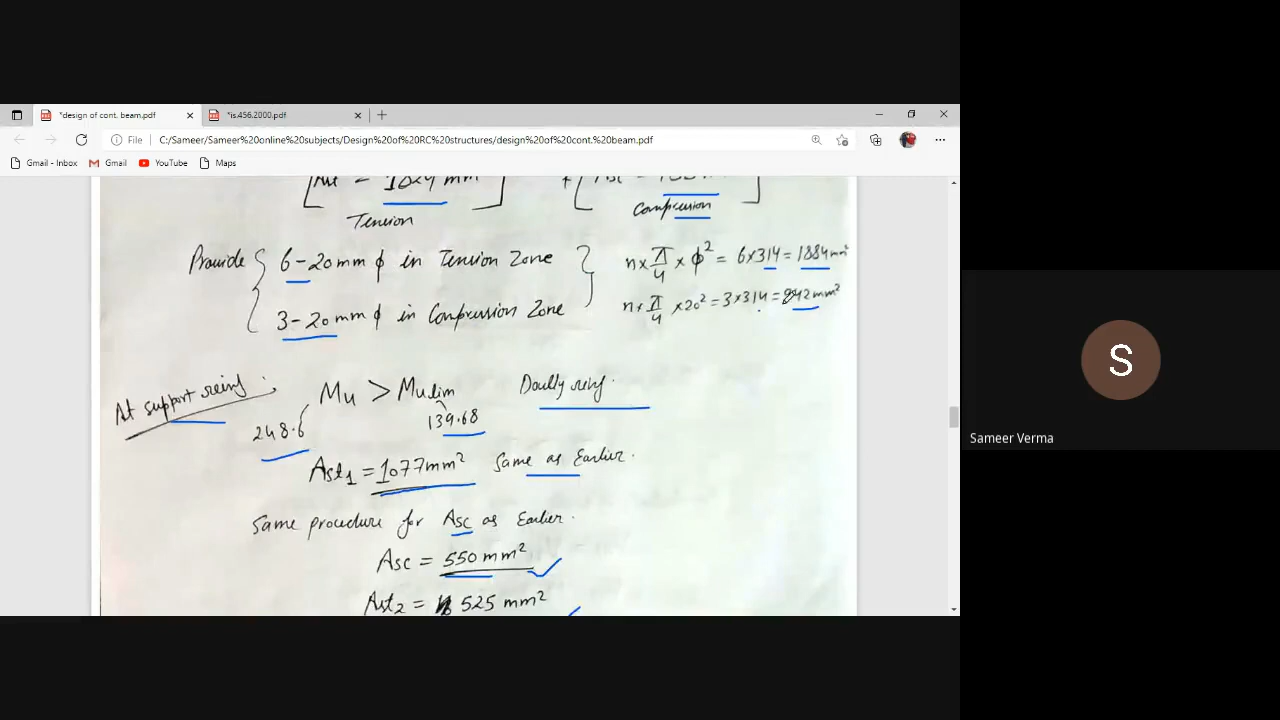 *design of cont. beam.pdf
*is.456.2000.pdf
File
C:/Sameer/Sameer%20online%20subjects/Design%20of%20RC%20structures/design%20of%20cont.%20beam.pdf
Gmail - Inbox Gmail YouTube Maps
Ast = 1824 mm²
Tension
Compression
Provide
6-20mm ϕ in Tension Zone
n×π/4×ϕ² = 6×314 = 1884mm²
3-20mm ϕ in Compression Zone
n×π/4×20² = 3×314 = 942mm²
At support reinf :
Mu > Mulim
Doully reinf.
248.6
139.68
Ast₁ = 1077mm² Same as Earlier.
Same procedure for Asc as Earlier.
Asc = 550mm²
Ast₂ = 525 mm²
S
Sameer Verma